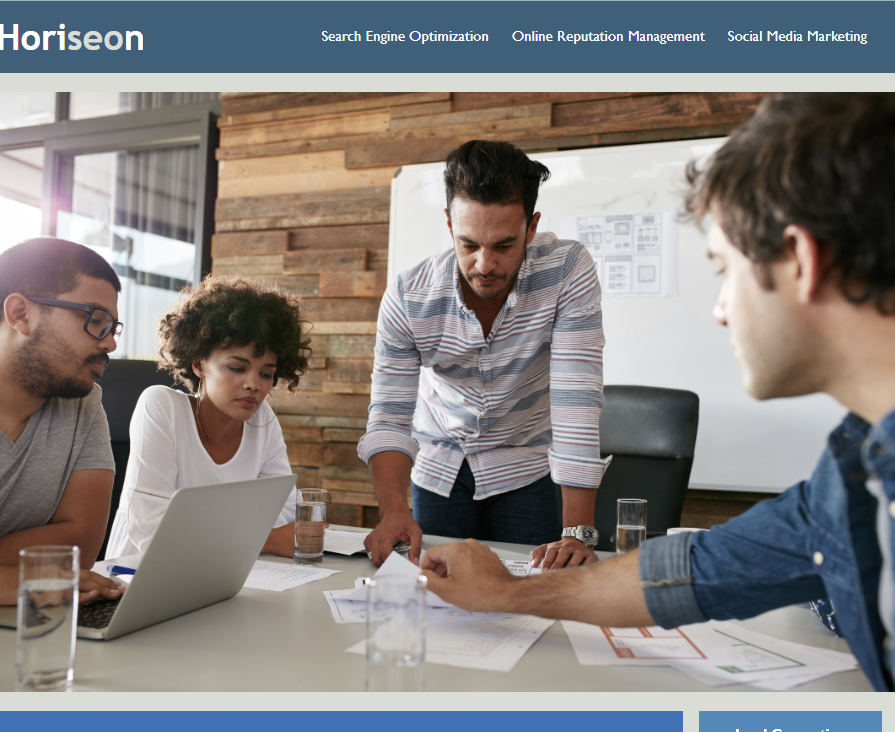 Horiseon
Search Engine Optimization
Online Reputation Management
Social Media Marketing